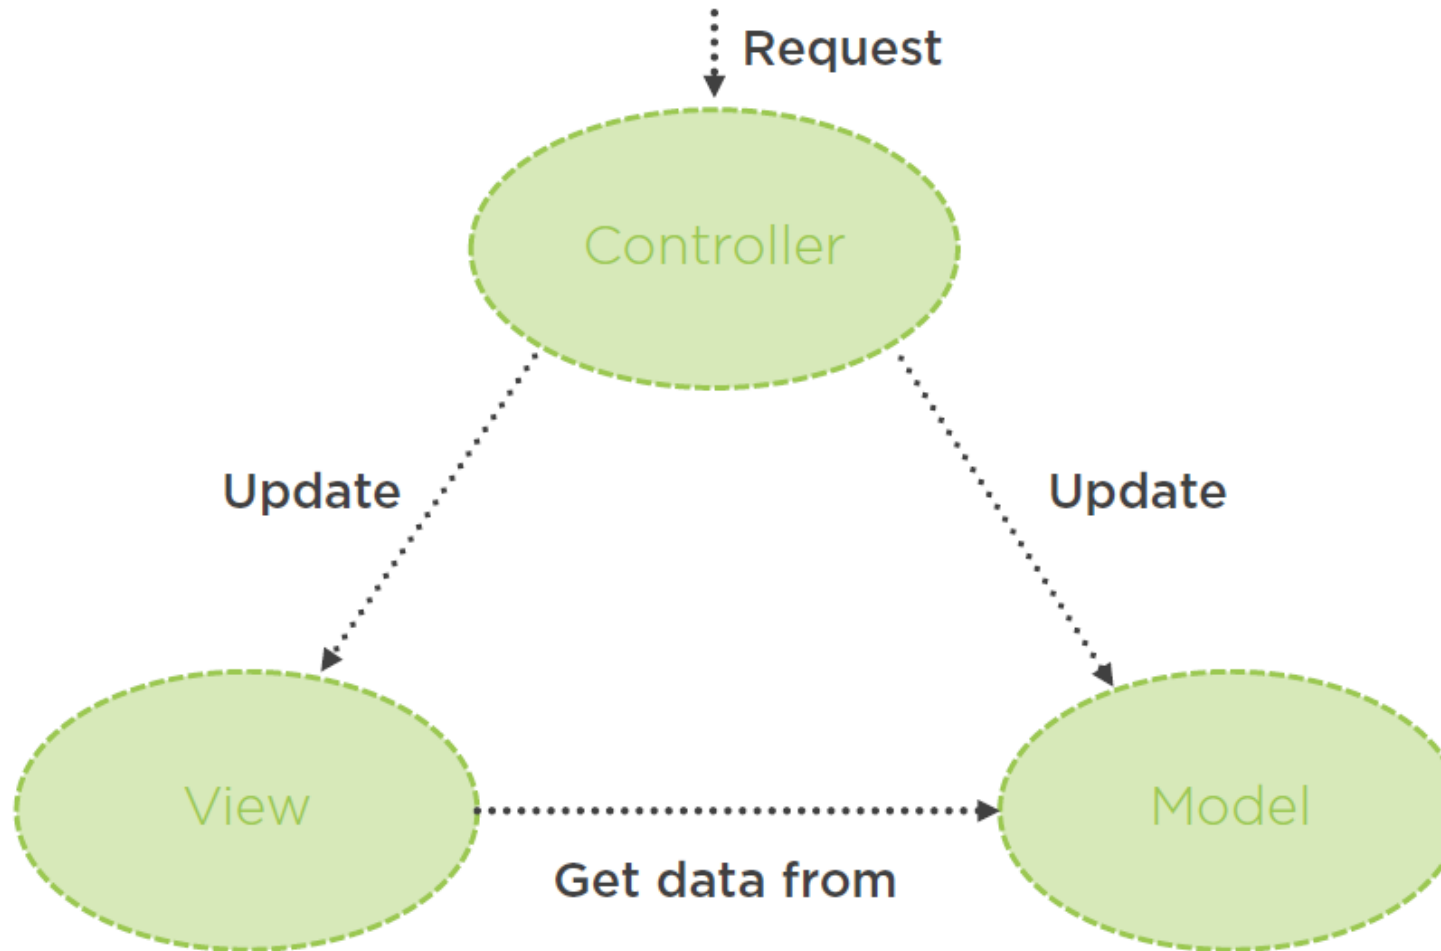 Request
Controller
Update
Update
View
Model
Get data from